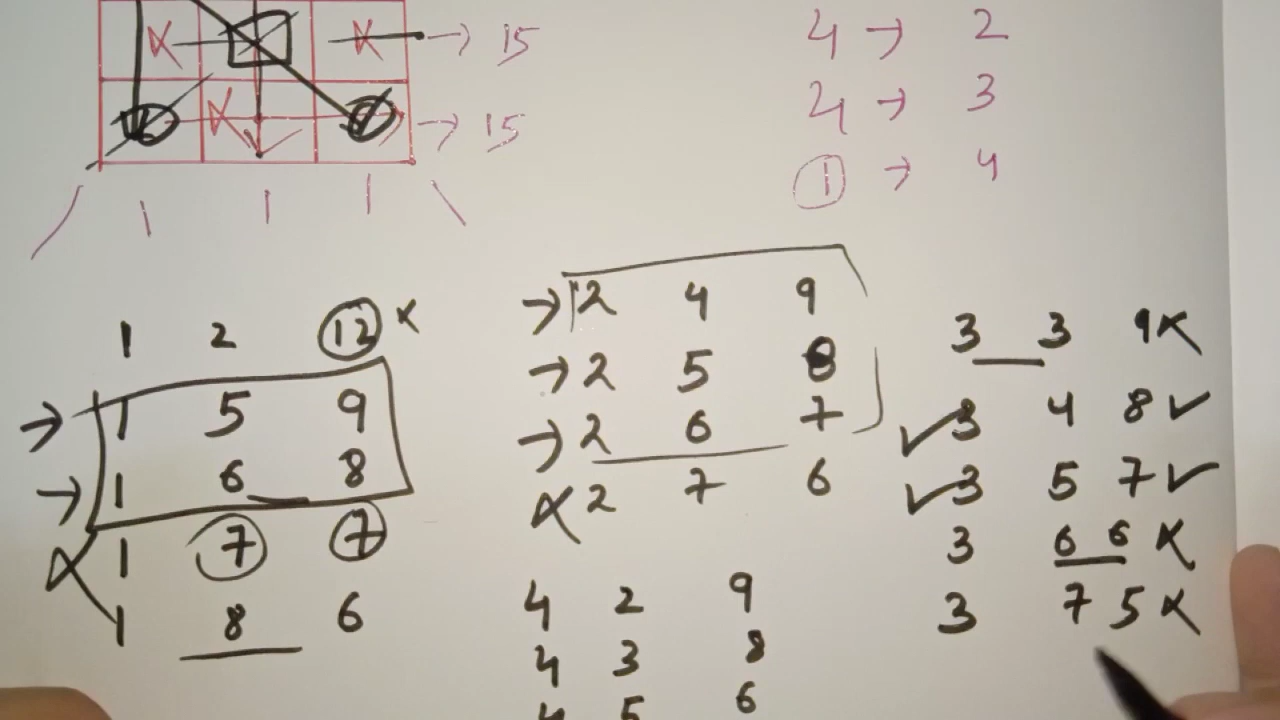 → 15
4 → 2
→ 15
4 → 3
1 → 4
1 2 12 ×
→ 1 5 9
→ 1 6 8
× 1 7 7
1 8 6
→ 2 4 9
→ 2 5 8
→ 2 6 7
× 2 7 6
4 2 9
4 3 8
4 5 6
3 3 9 ×
✓ 3 4 8 ✓
✓ 3 5 7 ✓
3 6 6 ×
3 7 5 ×